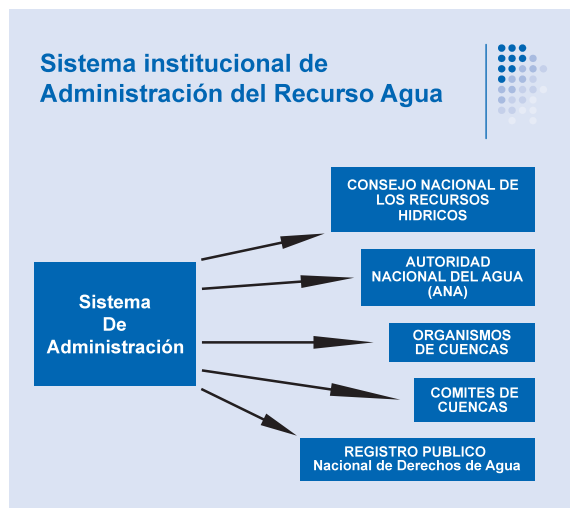 Sistema institucional de
Administración del Recurso Agua
CONSEJO NACIONAL DE
LOS RECURSOS
HIDRICOS
AUTORIDAD
NACIONAL DEL AGUA
(ANA)
Sistema
De
Administración
ORGANISMOS
DE CUENCAS
COMITES DE
CUENCAS
REGISTRO PUBLICO
Nacional de Derechos de Agua